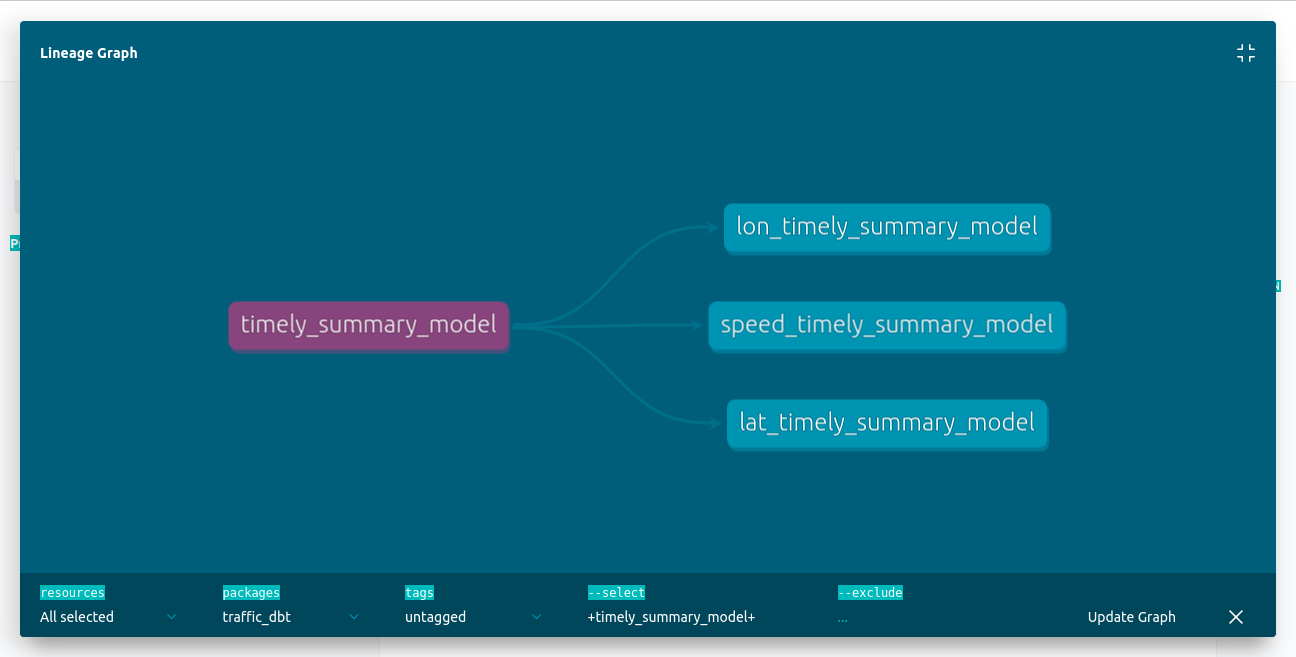 Lineage Graph
lon_timely_summary_model
timely_summary_model
speed_timely_summary_model
lat_timely_summary_model
resources
packages
tags
--select
--exclude
All selected
traffic_dbt
untagged
+timely_summary_model+
...
Update Graph